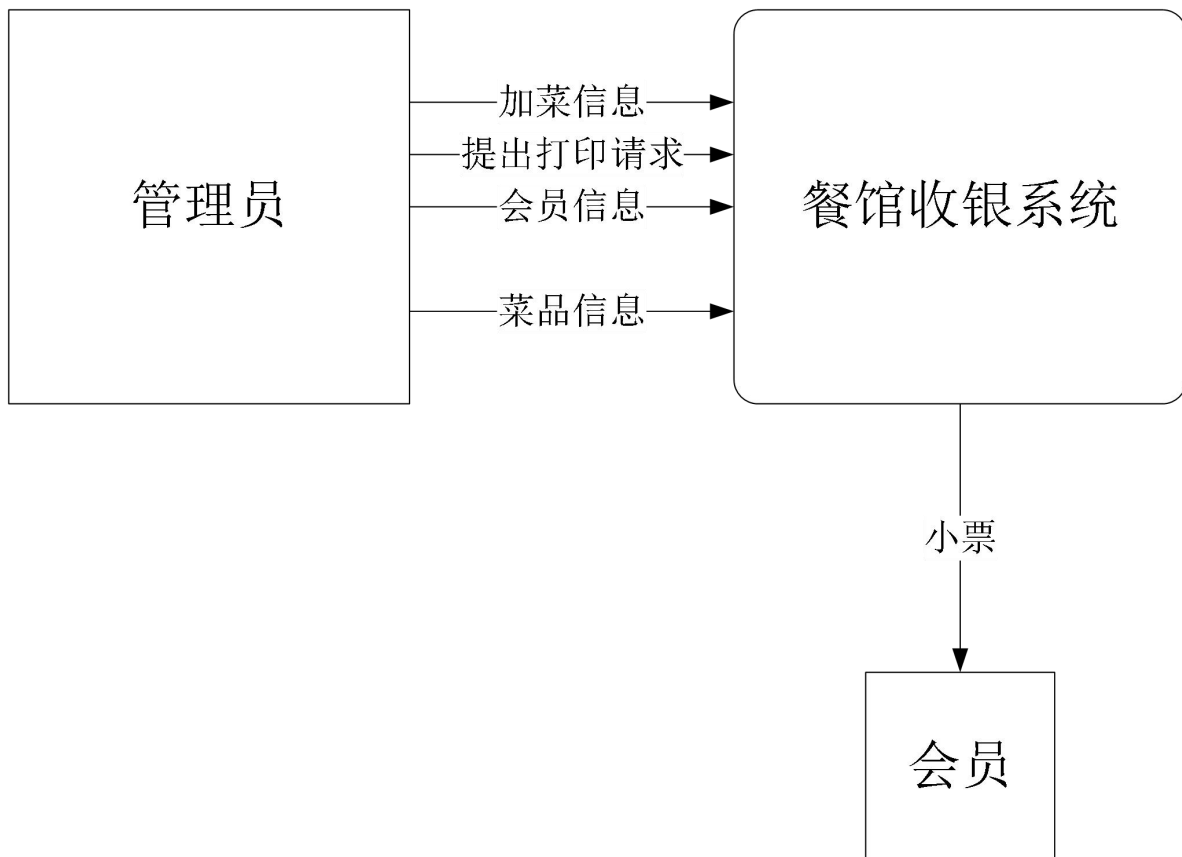 加菜信息
提出打印请求
管理员
会员信息
餐馆收银系统
菜品信息
小票
会员